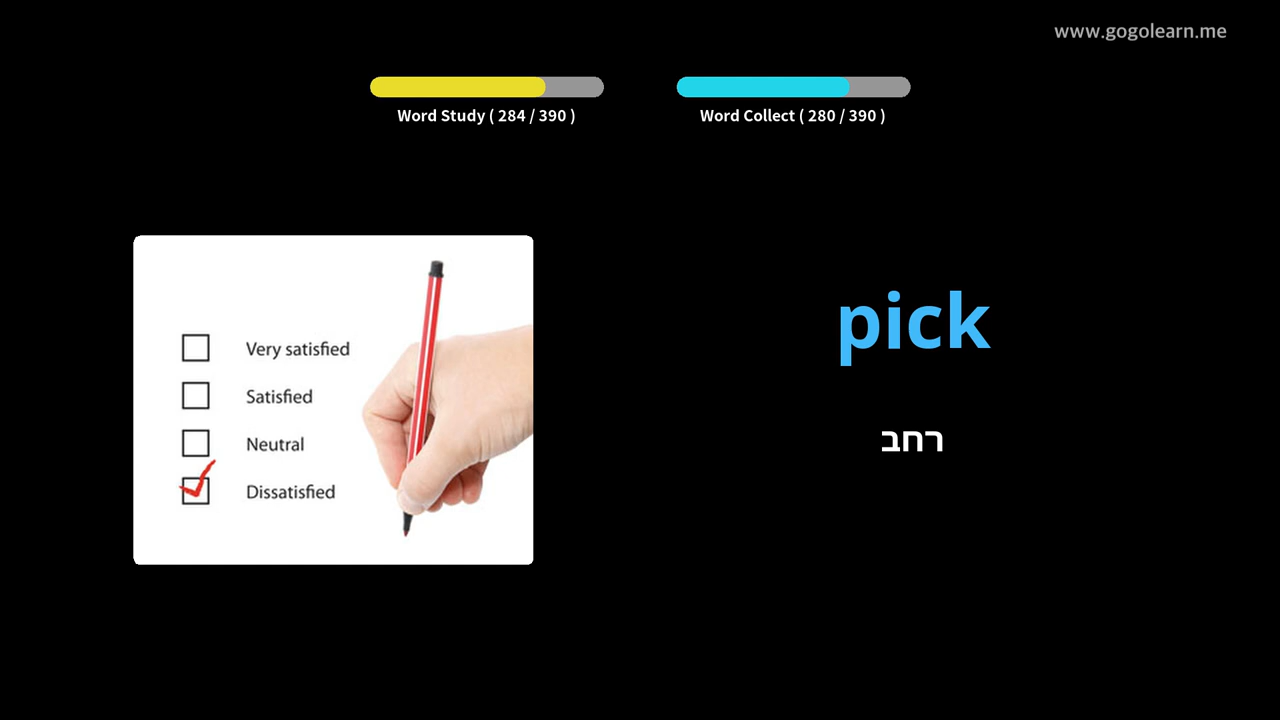 www.gogolearn.me
Word Study ( 284 / 390 )
Word Collect ( 280 / 390 )
Very satisfied
Satisfied
Neutral
Dissatisfied
pick
רחב